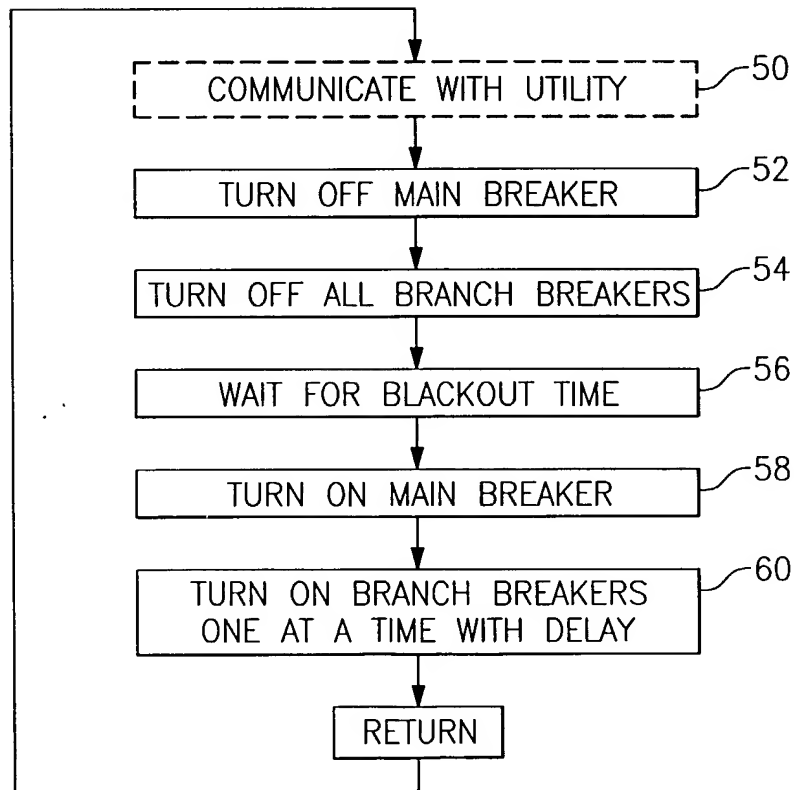 COMMUNICATE WITH UTILITY
50
TURN OFF MAIN BREAKER
52
TURN OFF ALL BRANCH BREAKERS
54
WAIT FOR BLACKOUT TIME
56
TURN ON MAIN BREAKER
58
TURN ON BRANCH BREAKERS
ONE AT A TIME WITH DELAY
60
RETURN